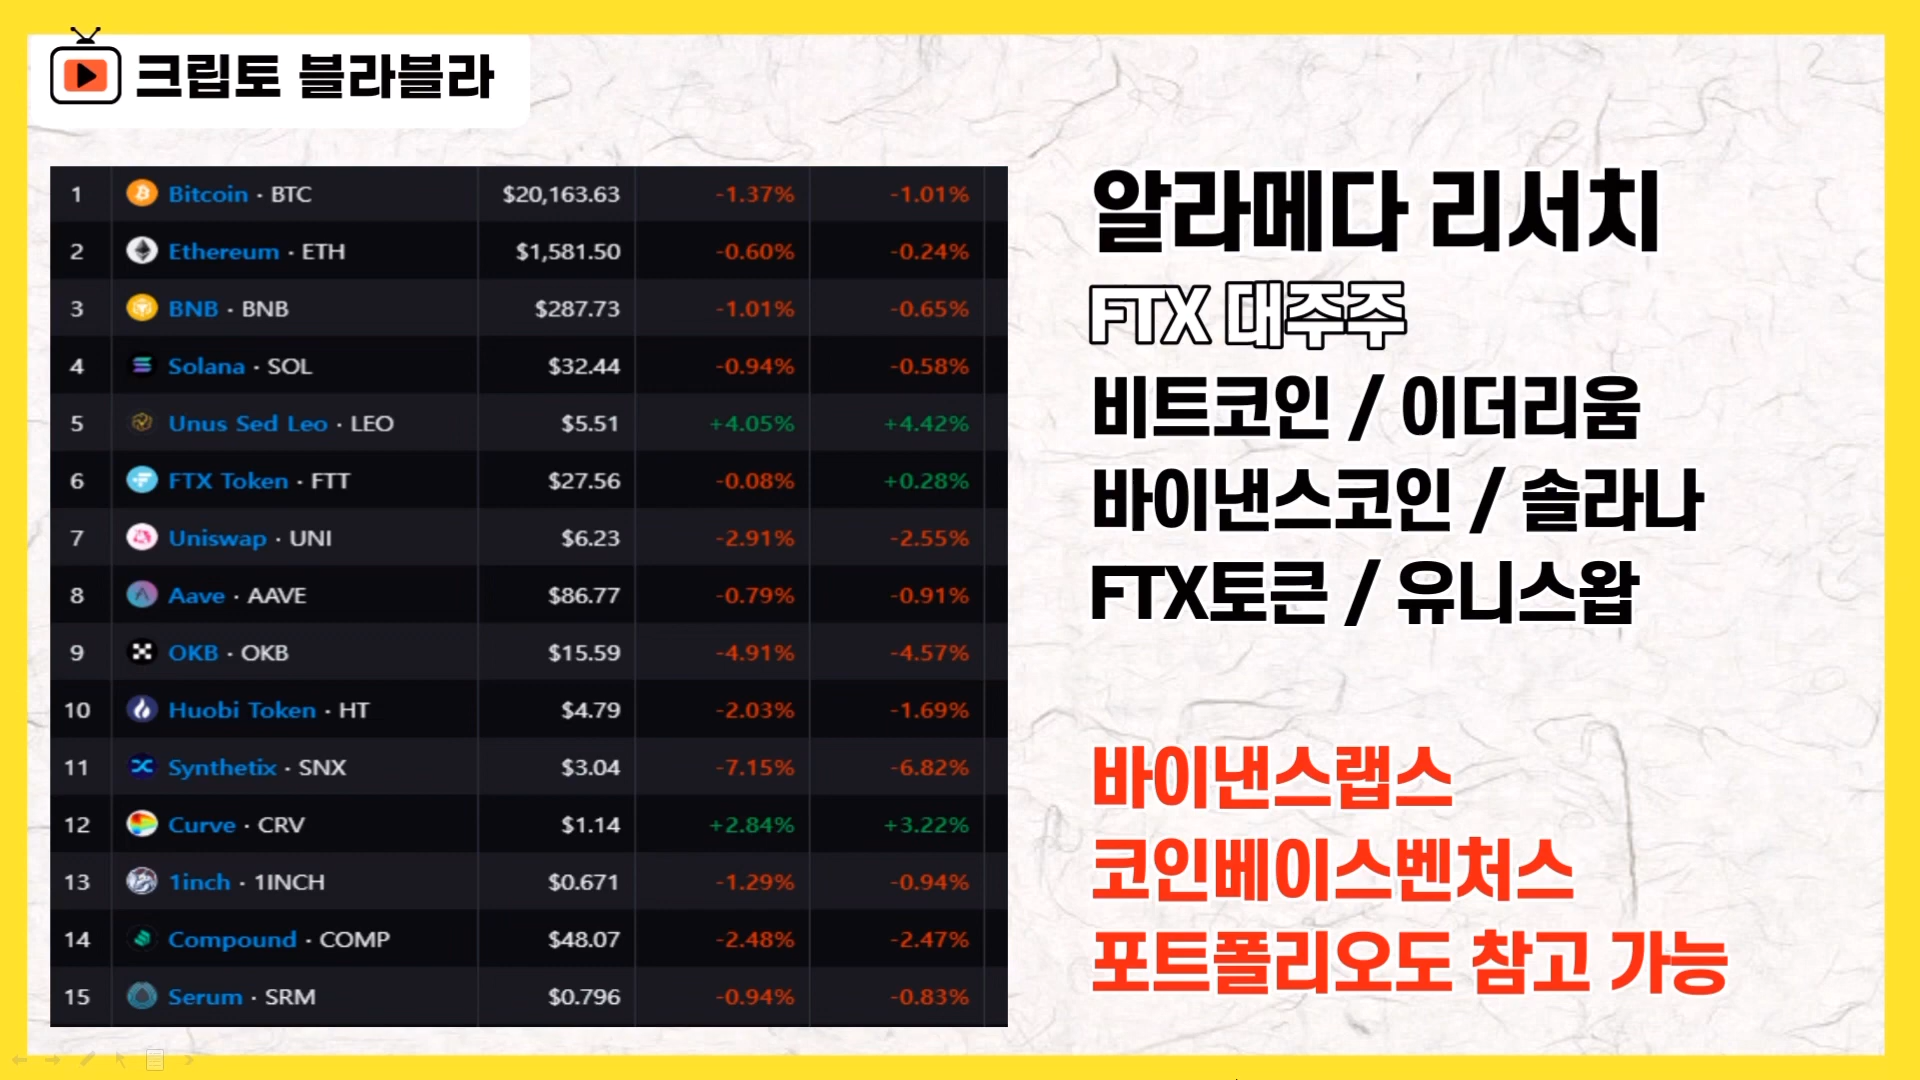 크립토 블라블라
1 Bitcoin · BTC $20,163.63 -1.37% -1.01%
2 Ethereum · ETH $1,581.50 -0.60% -0.24%
3 BNB · BNB $287.73 -1.01% -0.65%
4 Solana · SOL $32.44 -0.94% -0.58%
5 Unus Sed Leo · LEO $5.51 +4.05% +4.42%
6 FTX Token · FTT $27.56 -0.08% +0.28%
7 Uniswap · UNI $6.23 -2.91% -2.55%
8 Aave · AAVE $86.77 -0.79% -0.91%
9 OKB · OKB $15.59 -4.91% -4.57%
10 Huobi Token · HT $4.79 -2.03% -1.69%
11 Synthetix · SNX $3.04 -7.15% -6.82%
12 Curve · CRV $1.14 +2.84% +3.22%
13 1inch · 1INCH $0.671 -1.29% -0.94%
14 Compound · COMP $48.07 -2.48% -2.47%
15 Serum · SRM $0.796 -0.94% -0.83%
알라메다 리서치
FTX 대주주
비트코인 / 이더리움
바이낸스코인 / 솔라나
FTX토큰 / 유니스왑
바이낸스랩스
코인베이스벤처스
포트폴리오도 참고 가능